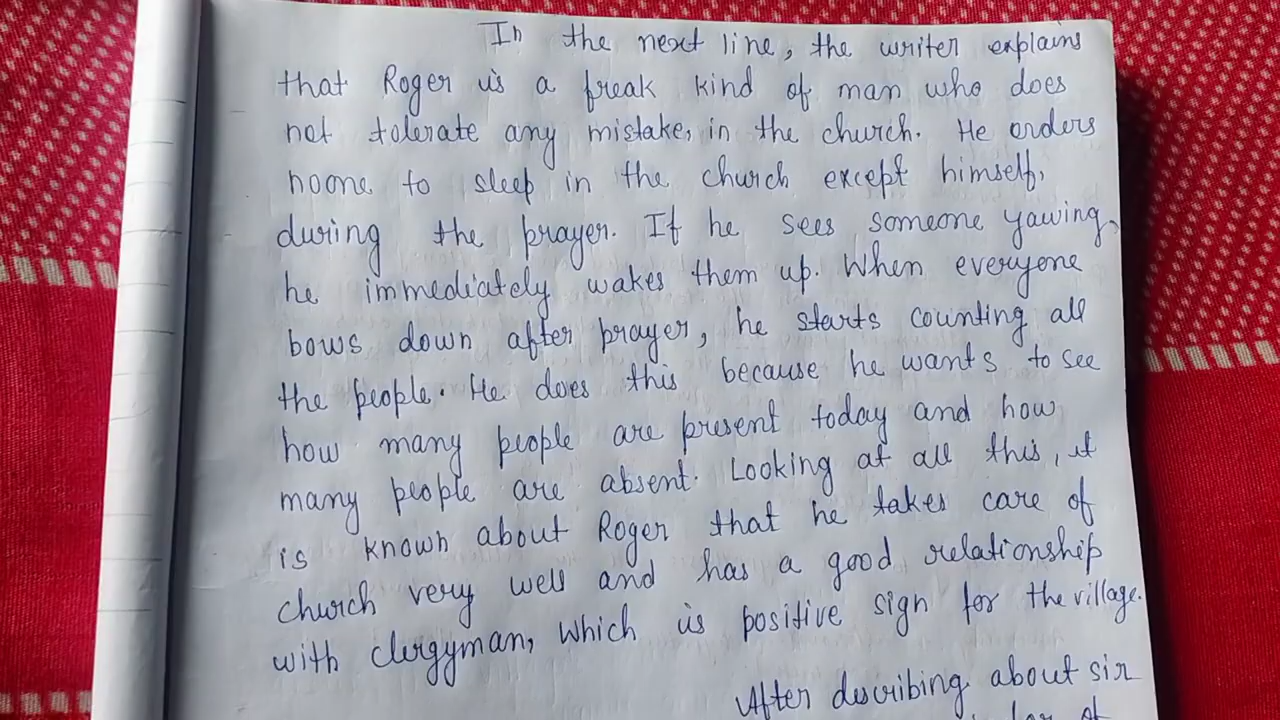 In the next line, the writer explains
that Roger is a freak kind of man who does
not tolerate any mistake, in the church. He orders
noone to sleep in the church except himself,
during the prayer. If he sees someone yawing,
he immediately wakes them up. When everyone
bows down after prayer, he starts counting all
the people. He does this because he wants to see
how many people are present today and how
many people are absent. Looking at all this, it
is known about Roger that he takes care of
church very well and has a good relationship
with clergyman, which is positive sign for the village.
After describing about sir
of